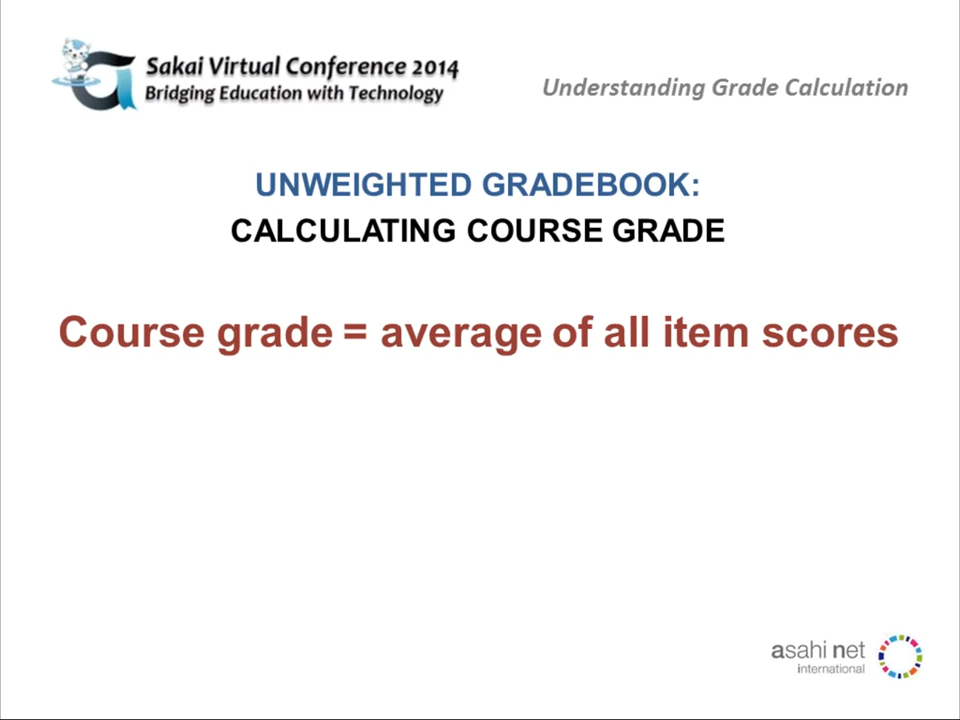 Sakai Virtual Conference 2014
Bridging Education with Technology
Understanding Grade Calculation
UNWEIGHTED GRADEBOOK:
CALCULATING COURSE GRADE
Course grade = average of all item scores
asahi net
international